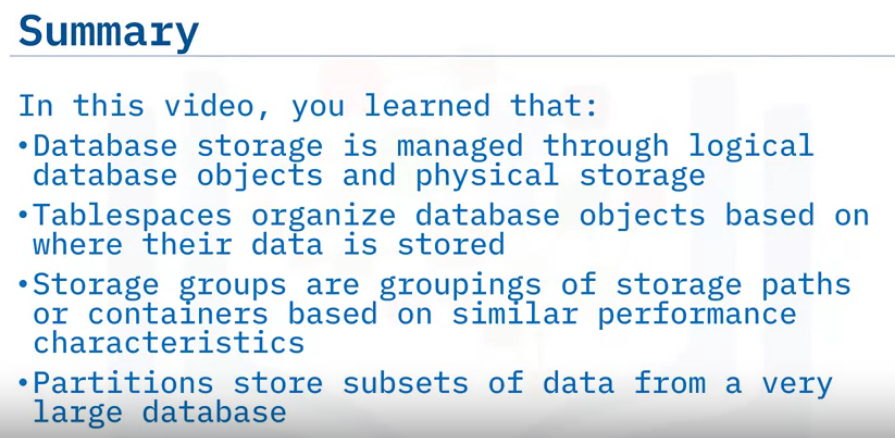 Summary
In this video, you learned that:
•Database storage is managed through logical
database objects and physical storage
•Tablespaces organize database objects based on
where their data is stored
•Storage groups are groupings of storage paths
or containers based on similar performance
characteristics
•Partitions store subsets of data from a very
large database